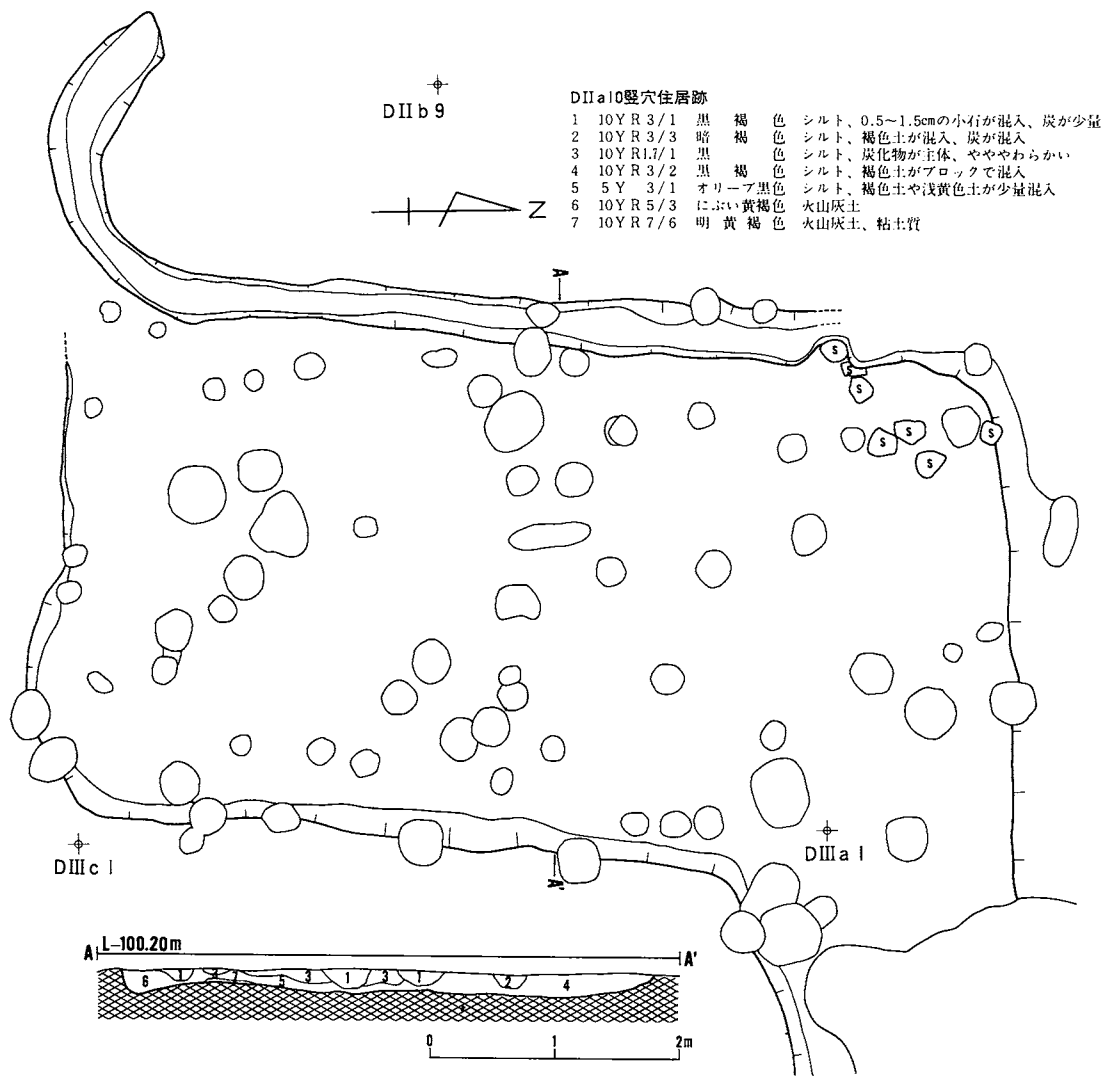 DⅡb9
DⅡa10竪穴住居跡
1 10YR3/1 黒褐色 シルト、0.5~1.5cmの小石が混入、炭が少量
2 10YR3/3 暗褐色 シルト、褐色土が混入、炭が混入
3 10YR1.7/1 黒色 シルト、炭化物が主体、やややわらかい
4 10YR3/2 黒褐色 シルト、褐色土がブロックで混入
5 5Y 3/1 オリーブ黒色 シルト、褐色土や浅黄色土が少量混入
6 10YR5/3 にぶい黄褐色 火山灰土
7 10YR7/6 明黄褐色 火山灰土、粘土質
N
A
S
S
S
S
S
S
S
DⅢc1
DⅢa1
A'
A L-100.20m A'
6 1 4 2 5 3 1 3 1 2 4
0 1 2m